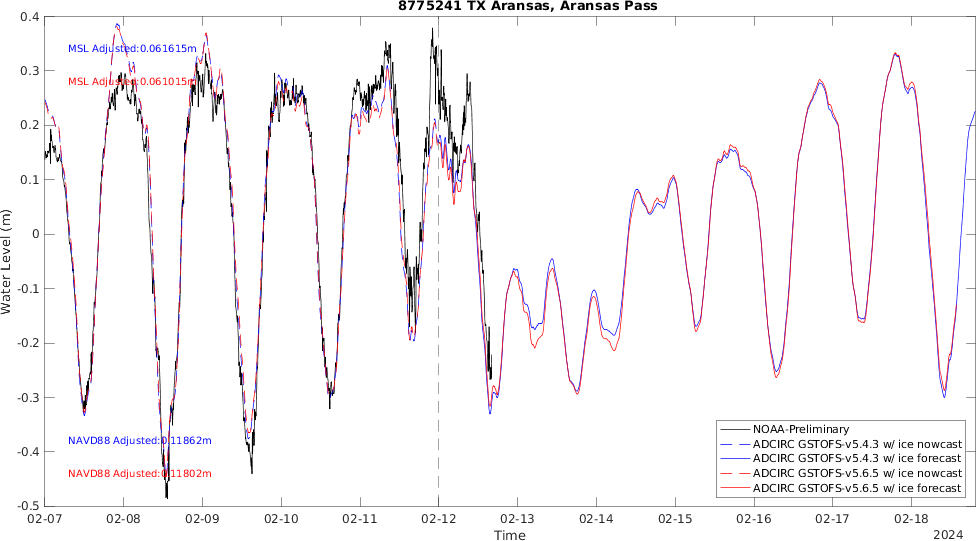 8775241 TX Aransas, Aransas Pass
Water Level (m)
0.4
0.3
0.2
0.1
0
-0.1
-0.2
-0.3
-0.4
-0.5
MSL Adjusted:0.061615m
MSL Adjusted:0.061015m
NAVD88 Adjusted:0.11862m
NAVD88 Adjusted:0.11802m
NOAA-Preliminary
ADCIRC GSTOFS-v5.4.3 w/ ice nowcast
ADCIRC GSTOFS-v5.4.3 w/ ice forecast
ADCIRC GSTOFS-v5.6.5 w/ ice nowcast
ADCIRC GSTOFS-v5.6.5 w/ ice forecast
02-07 02-08 02-09 02-10 02-11 02-12 02-13 02-14 02-15 02-16 02-17 02-18
Time
2024